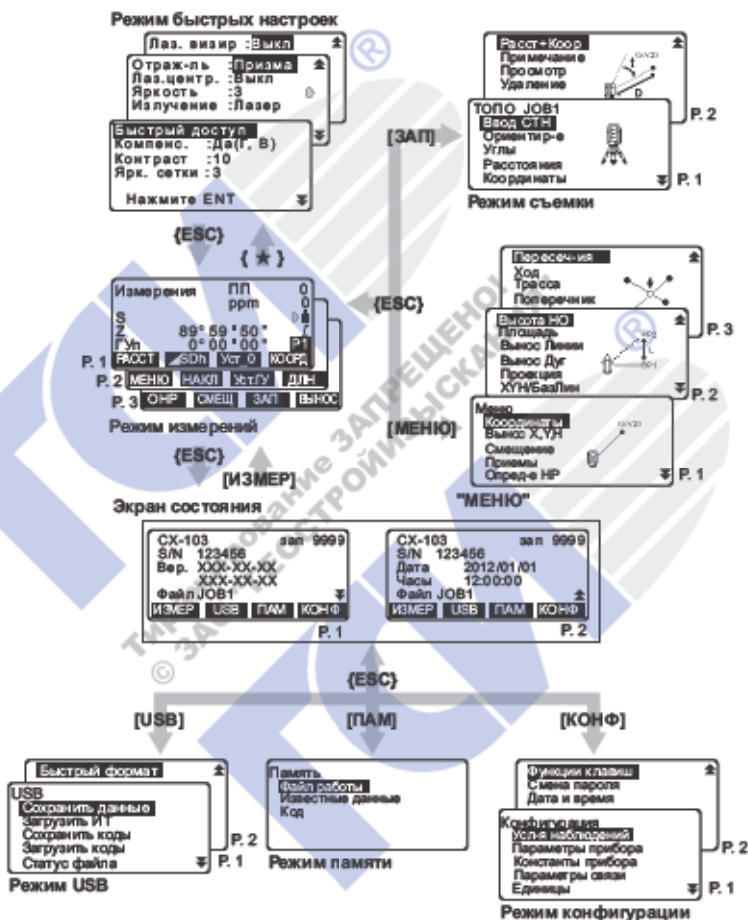 Режим быстрых настроек
Лаз. визир :Выкл
Отраж-ль :Призма
Лаз.центр. :Выкл
Яркость :3
Излучение :Лазер
Быстрый доступ
Компенс. :Да(Г, В)
Контраст :10
Ярк. сетки :3
Нажмите ENT
{ESC}
{ ★ }
Измерения ПП 0
ppm 0
S
Z 89° 59 ' 50 "
ГУп 0° 00 ' 00 " P1
P. 1 РАССТ SDh Уст_0 КООРД
P. 2 МЕНЮ НАКЛ Уст.ГУ ДЛН
P. 3 ОНР СМЕЩ ЗАП ВЫНОС
Режим измерений
{ESC}
[ИЗМЕР]
[ЗАП]
Расст+Коор
Примечание
Просмотр
Удаление
P. 2
ТОПО JOB1
Ввод СТН
Ориентир-е
Углы
Расстояния
Координаты
P. 1
Режим съемки
{ESC}
[МЕНЮ]
Пересеч-ия
Ход
Трасса
Поперечник
P. 3
Высота НО
Площадь
Вынос Линии
Вынос Дуг
Проекция
XYH/БазЛин
P. 2
Меню
Координаты
Вынос X,Y,H
Смещение
Приемы
Опред-е НР
P. 1
"МЕНЮ"
Экран состояния
CX-103 зап 9999
S/N 123456
Вер. XXX-XX-XX
XXX-XX-XX
Файл JOB1
ИЗМЕР USB ПАМ КОНФ
P. 1
CX-103 зап 9999
S/N 123456
Дата 2012/01/01
Часы 12:00:00
Файл JOB1
ИЗМЕР USB ПАМ КОНФ
P. 2
{ESC}
[USB]
[ПАМ]
[КОНФ]
Быстрый формат
P. 2
USB
Сохранить данные
Загрузить ИТ
Сохранить коды
Загрузить коды
Статус файла
P. 1
Режим USB
Память
Файл работы
Известные данные
Код
Режим памяти
Функции клавиш
Смена пароля
Дата и время
P. 2
Конфигурация
Усл-я наблюдений
Параметры прибора
Константы прибора
Параметры связи
Единицы
P. 1
Режим конфигурации